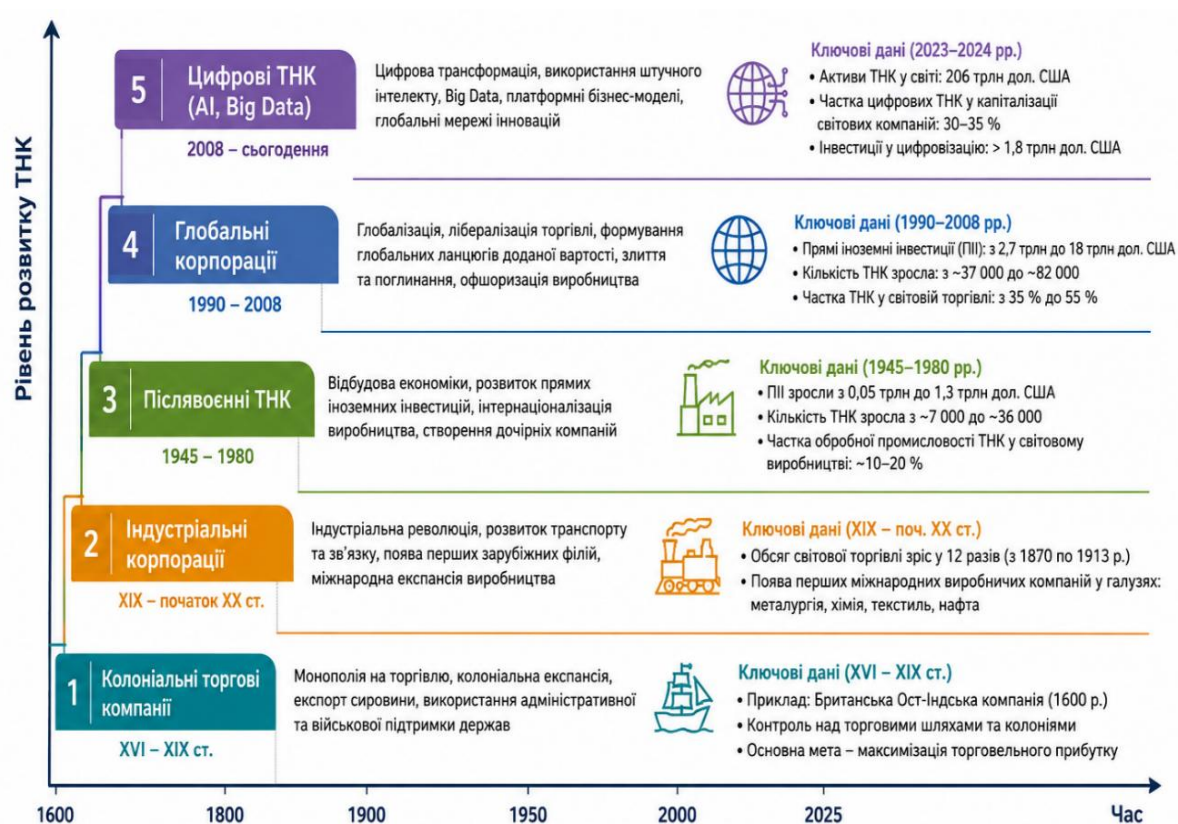 Рівень розвитку ТНК
5
Цифрові ТНК
(AI, Big Data)
2008 – сьогодення
Цифрова трансформація, використання штучного
інтелекту, Big Data, платформні бізнес-моделі,
глобальні мережі інновацій
Ключові дані (2023–2024 рр.)
• Активи ТНК у світі: 206 трлн дол. США
• Частка цифрових ТНК у капіталізації
світових компаній: 30–35 %
• Інвестиції у цифровізацію: > 1,8 трлн дол. США
4
Глобальні
корпорації
1990 – 2008
Глобалізація, лібералізація торгівлі, формування
глобальних ланцюгів доданої вартості, злиття
та поглинання, офшоризація виробництва
Ключові дані (1990–2008 рр.)
• Прямі іноземні інвестиції (ПІІ): з 2,7 трлн до 18 трлн дол. США
• Кількість ТНК зросла: з ~37 000 до ~82 000
• Частка ТНК у світовій торгівлі: з 35 % до 55 %
3
Післявоєнні ТНК
1945 – 1980
Відбудова економіки, розвиток прямих
іноземних інвестицій, інтернаціоналізація
виробництва, створення дочірніх компаній
Ключові дані (1945–1980 рр.)
• ПІІ зросли з 0,05 трлн до 1,3 трлн дол. США
• Кількість ТНК зросла з ~7 000 до ~36 000
• Частка обробної промисловості ТНК у світовому
виробництві: ~10–20 %
2
Індустріальні
корпорації
XIX – початок XX ст.
Індустріальна революція, розвиток транспорту
та зв’язку, поява перших зарубіжних філій,
міжнародна експансія виробництва
Ключові дані (XIX – поч. XX ст.)
• Обсяг світової торгівлі зріс у 12 разів (з 1870 по 1913 р.)
• Поява перших міжнародних виробничих компаній у галузях:
металургія, хімія, текстиль, нафта
1
Колоніальні торгові
компанії
XVI – XIX ст.
Монополія на торгівлю, колоніальна експансія,
експорт сировини, використання адміністративної
та військової підтримки держав
Ключові дані (XVI – XIX ст.)
• Приклад: Британська Ост-Індська компанія (1600 р.)
• Контроль над торговими шляхами та колоніями
• Основна мета – максимізація торговельного прибутку
1600 1800 1900 1950 2000 2025 Час